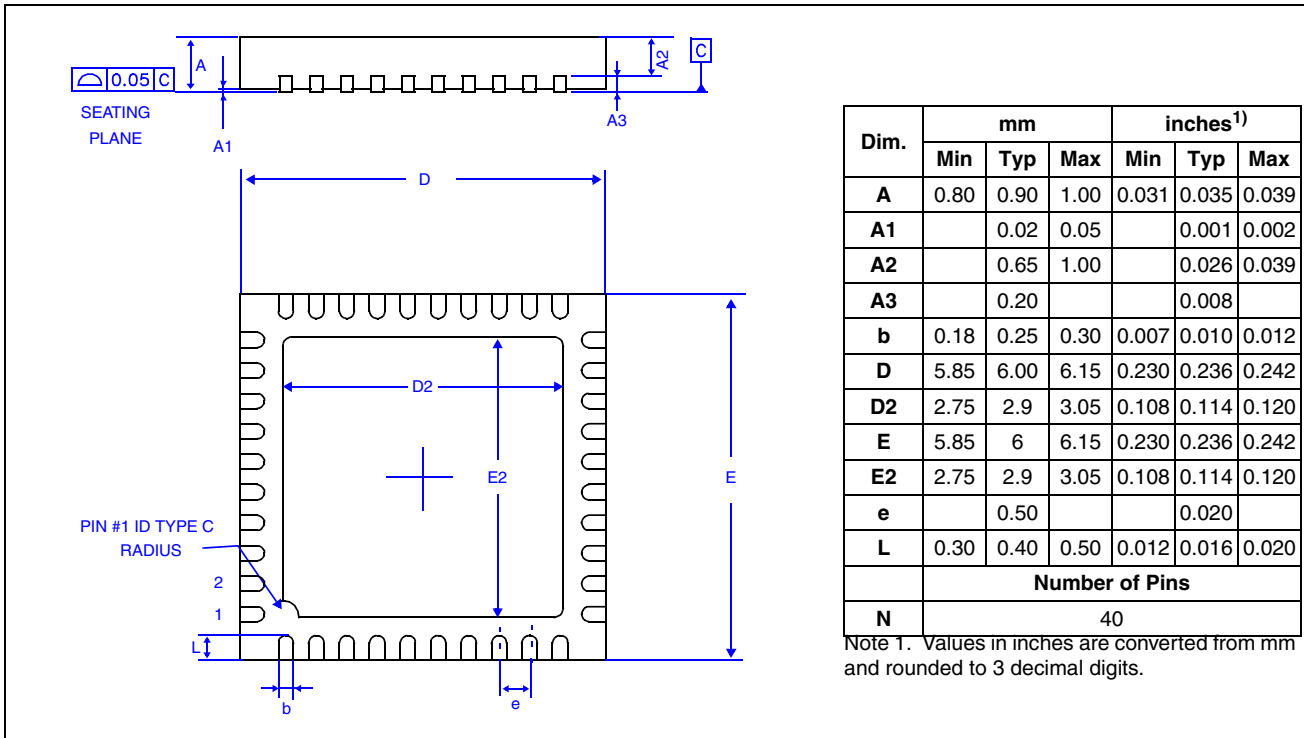 A
A2
C
⌓ 0.05 C
SEATING
PLANE
A1
A3
D
D2
E2
E
PIN #1 ID TYPE C
RADIUS
2
1
L
b
e
Dim. mm inches1)
Min Typ Max Min Typ Max
A 0.80 0.90 1.00 0.031 0.035 0.039
A1 0.02 0.05 0.001 0.002
A2 0.65 1.00 0.026 0.039
A3 0.20 0.008
b 0.18 0.25 0.30 0.007 0.010 0.012
D 5.85 6.00 6.15 0.230 0.236 0.242
D2 2.75 2.9 3.05 0.108 0.114 0.120
E 5.85 6 6.15 0.230 0.236 0.242
E2 2.75 2.9 3.05 0.108 0.114 0.120
e 0.50 0.020
L 0.30 0.40 0.50 0.012 0.016 0.020
Number of Pins
N 40
Note 1. Values in inches are converted from mm
and rounded to 3 decimal digits.